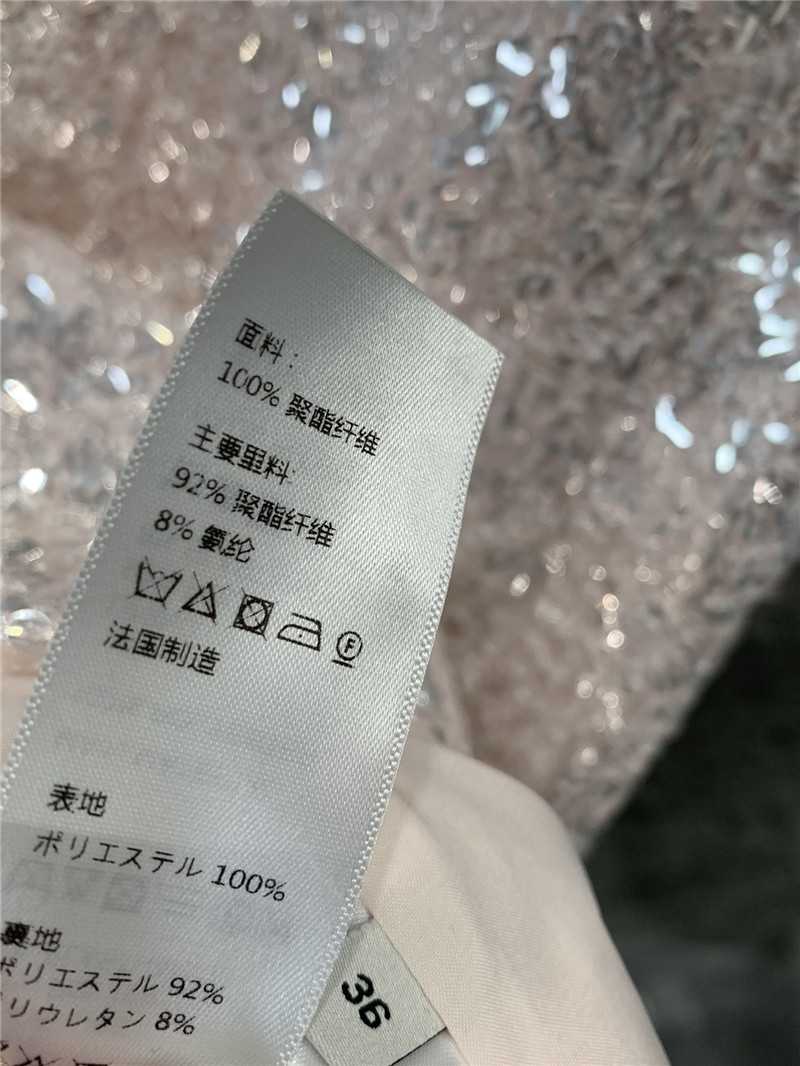 面料：
100% 聚酯纤维
主要里料:
92% 聚酯纤维
8% 氨纶
F
法国制造
表地
ポリエステル 100%
裏地
ポリエステル 92%
リウレタン 8%
36